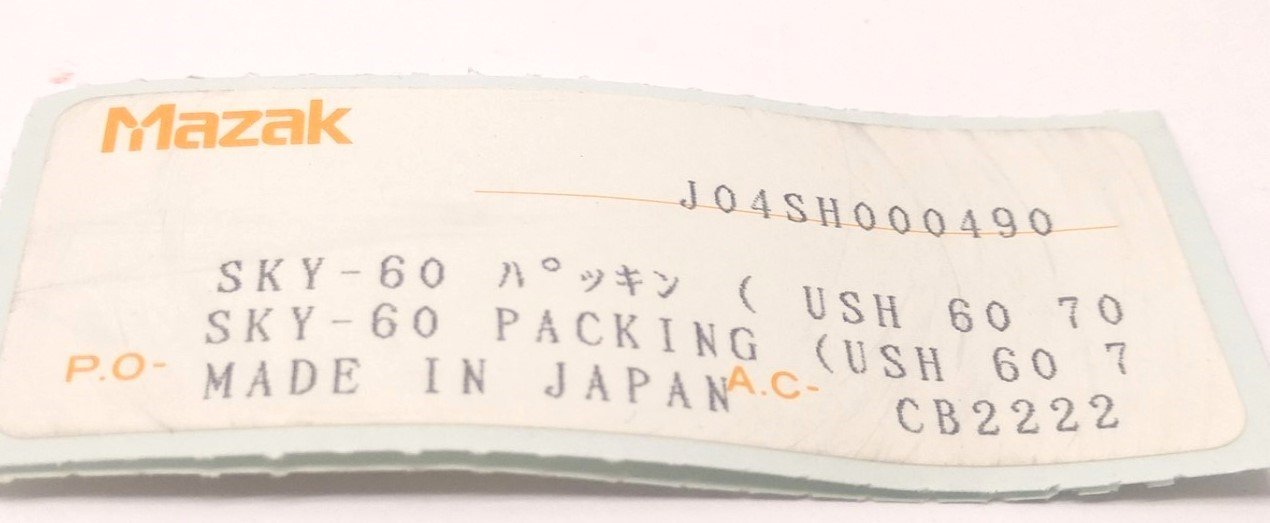 Mazak
J04SH000490
SKY-60 パッキン ( USH 60 70
SKY-60 PACKING (USH 60 7
P.O- MADE IN JAPAN A.C- CB2222